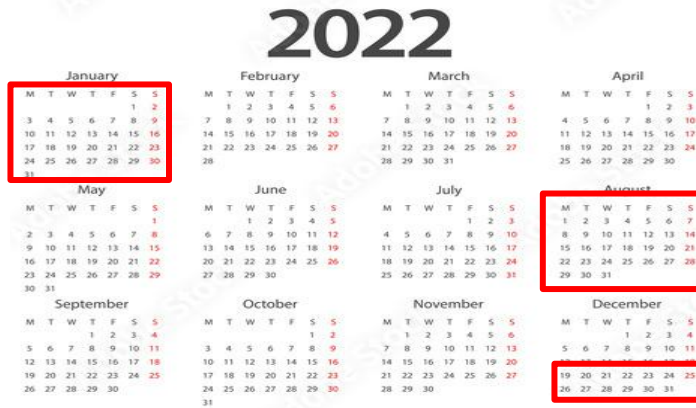 2022
January
M T W T F S S
1 2
3 4 5 6 7 8 9
10 11 12 13 14 15 16
17 18 19 20 21 22 23
24 25 26 27 28 29 30
31
February
M T W T F S S
1 2 3 4 5 6
7 8 9 10 11 12 13
14 15 16 17 18 19 20
21 22 23 24 25 26 27
28
March
M T W T F S S
1 2 3 4 5 6
7 8 9 10 11 12 13
14 15 16 17 18 19 20
21 22 23 24 25 26 27
28 29 30 31
April
M T W T F S S
1 2 3
4 5 6 7 8 9 10
11 12 13 14 15 16 17
18 19 20 21 22 23 24
25 26 27 28 29 30
May
M T W T F S S
1
2 3 4 5 6 7 8
9 10 11 12 13 14 15
16 17 18 19 20 21 22
23 24 25 26 27 28 29
30 31
June
M T W T F S S
1 2 3 4 5
6 7 8 9 10 11 12
13 14 15 16 17 18 19
20 21 22 23 24 25 26
27 28 29 30
July
M T W T F S S
1 2 3
4 5 6 7 8 9 10
11 12 13 14 15 16 17
18 19 20 21 22 23 24
25 26 27 28 29 30 31
August
M T W T F S S
1 2 3 4 5 6 7
8 9 10 11 12 13 14
15 16 17 18 19 20 21
22 23 24 25 26 27 28
29 30 31
September
M T W T F S S
1 2 3 4
5 6 7 8 9 10 11
12 13 14 15 16 17 18
19 20 21 22 23 24 25
26 27 28 29 30
October
M T W T F S S
1 2
3 4 5 6 7 8 9
10 11 12 13 14 15 16
17 18 19 20 21 22 23
24 25 26 27 28 29 30
31
November
M T W T F S S
1 2 3 4 5 6
7 8 9 10 11 12 13
14 15 16 17 18 19 20
21 22 23 24 25 26 27
28 29 30
December
M T W T F S S
1 2 3 4
5 6 7 8 9 10 11
19 20 21 22 23 24 25
26 27 28 29 30 31